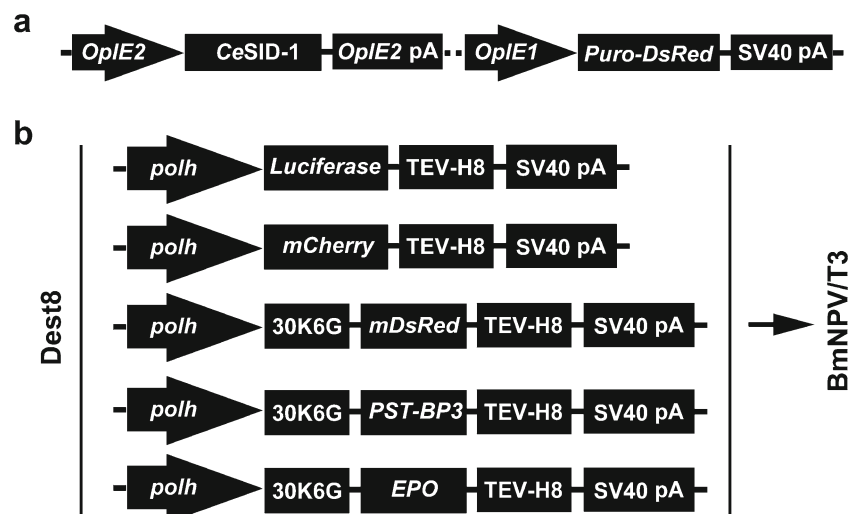 a
OpIE2 CeSID-1 OpIE2 pA OpIE1 Puro-DsRed SV40 pA
b
polh Luciferase TEV-H8 SV40 pA
polh mCherry TEV-H8 SV40 pA
polh 30K6G mDsRed TEV-H8 SV40 pA
polh 30K6G PST-BP3 TEV-H8 SV40 pA
polh 30K6G EPO TEV-H8 SV40 pA
Dest8
BmNPV/T3